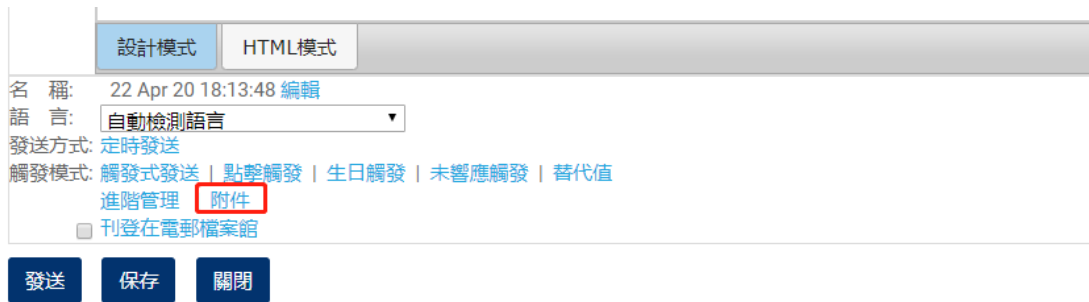 設計模式 HTML模式
名 稱: 22 Apr 20 18:13:48 編輯
語 言: 自動檢測語言
發送方式: 定時發送
觸發模式: 觸發式發送 | 點擊觸發 | 生日觸發 | 未響應觸發 | 替代值
進階管理 附件
刊登在電郵檔案館
發送 保存 關閉